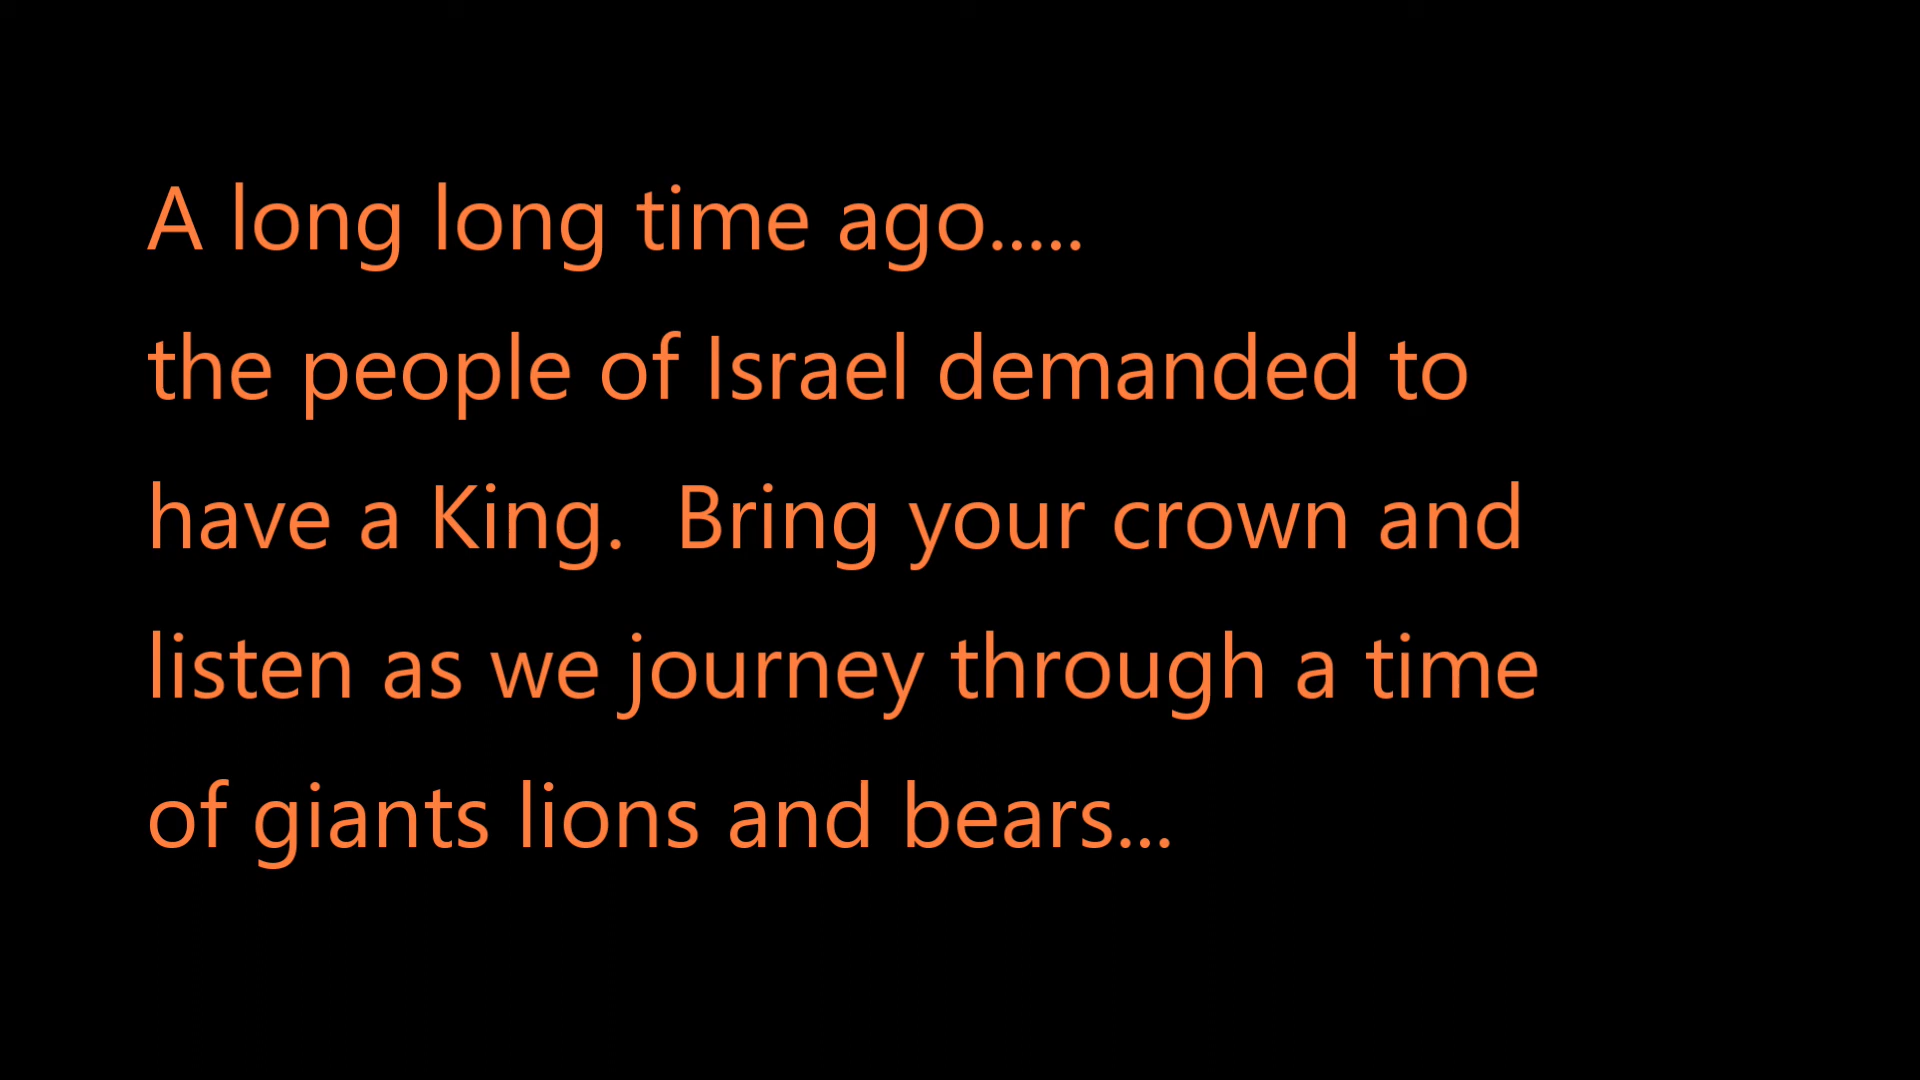 A long long time ago.....
the people of Israel demanded to
have a King.  Bring your crown and
listen as we journey through a time
of giants lions and bears...